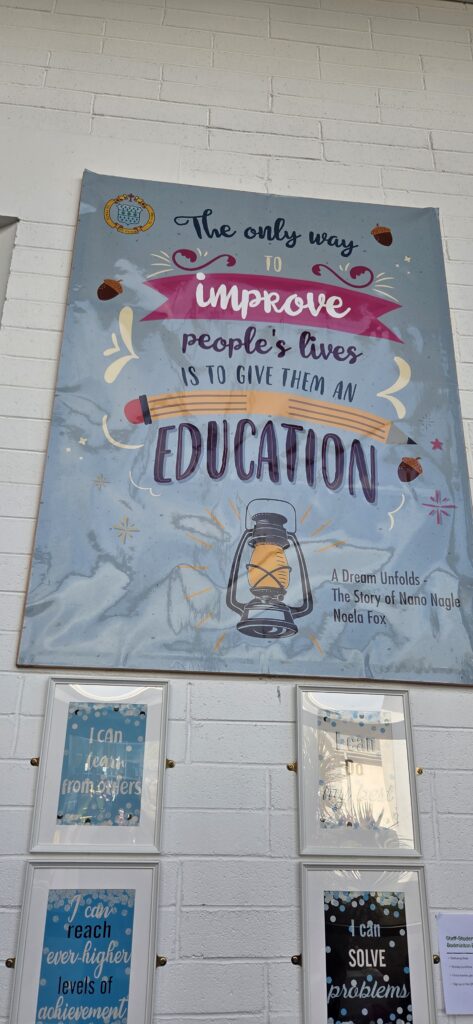 The only way
TO
improve
people's lives
IS TO GIVE THEM AN
EDUCATION
A Dream Unfolds -
The Story of Nano Nagle
Noela Fox
I can
learn
from others
I can
Do
my best
I can
reach
ever-higher
levels of
achievement
I can
SOLVE
problems